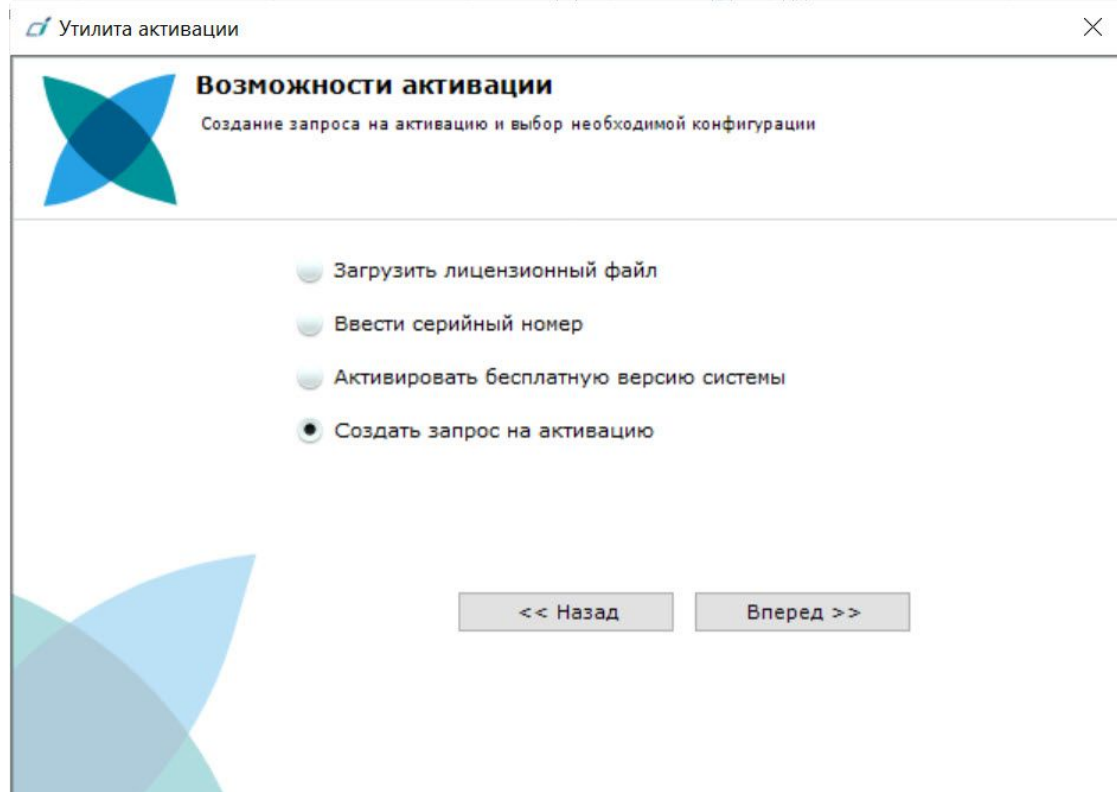 Утилита активации
Возможности активации
Создание запроса на активацию и выбор необходимой конфигурации
Загрузить лицензионный файл
Ввести серийный номер
Активировать бесплатную версию системы
Создать запрос на активацию
<< Назад
Вперед >>